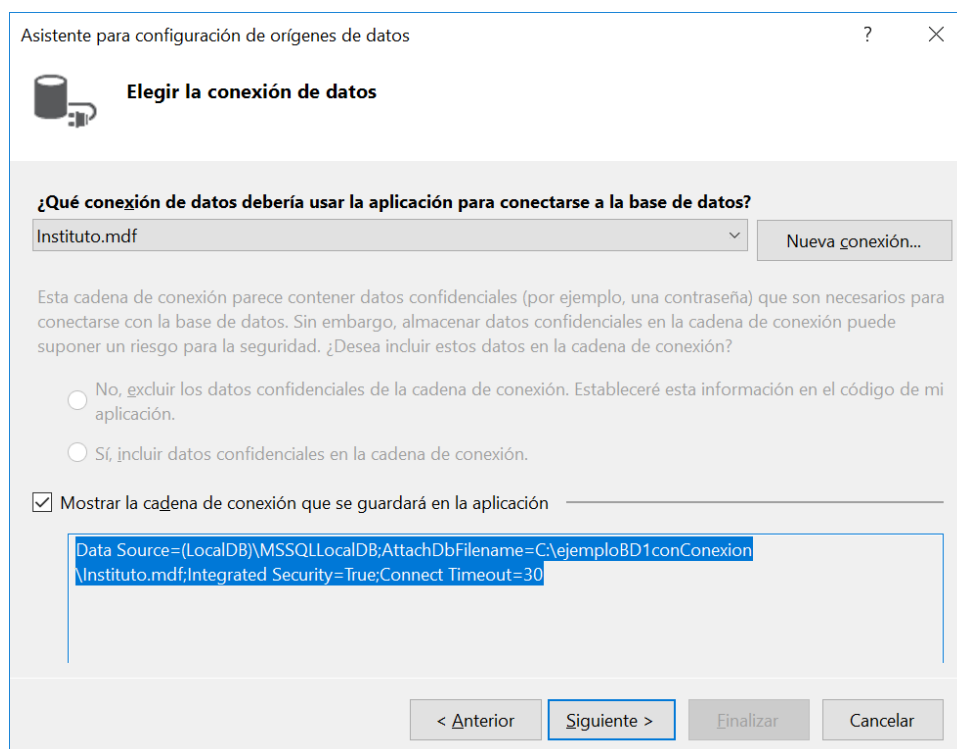 Asistente para configuración de orígenes de datos
?
Elegir la conexión de datos
¿Qué conexión de datos debería usar la aplicación para conectarse a la base de datos?
Instituto.mdf
Nueva conexión...
Esta cadena de conexión parece contener datos confidenciales (por ejemplo, una contraseña) que son necesarios para
conectarse con la base de datos. Sin embargo, almacenar datos confidenciales en la cadena de conexión puede
suponer un riesgo para la seguridad. ¿Desea incluir estos datos en la cadena de conexión?
No, excluir los datos confidenciales de la cadena de conexión. Estableceré esta información en el código de mi
aplicación.
Sí, incluir datos confidenciales en la cadena de conexión.
Mostrar la cadena de conexión que se guardará en la aplicación
Data Source=(LocalDB)\MSSQLLocalDB;AttachDbFilename=C:\ejemploBD1conConexion
\Instituto.mdf;Integrated Security=True;Connect Timeout=30
< Anterior
Siguiente >
Finalizar
Cancelar